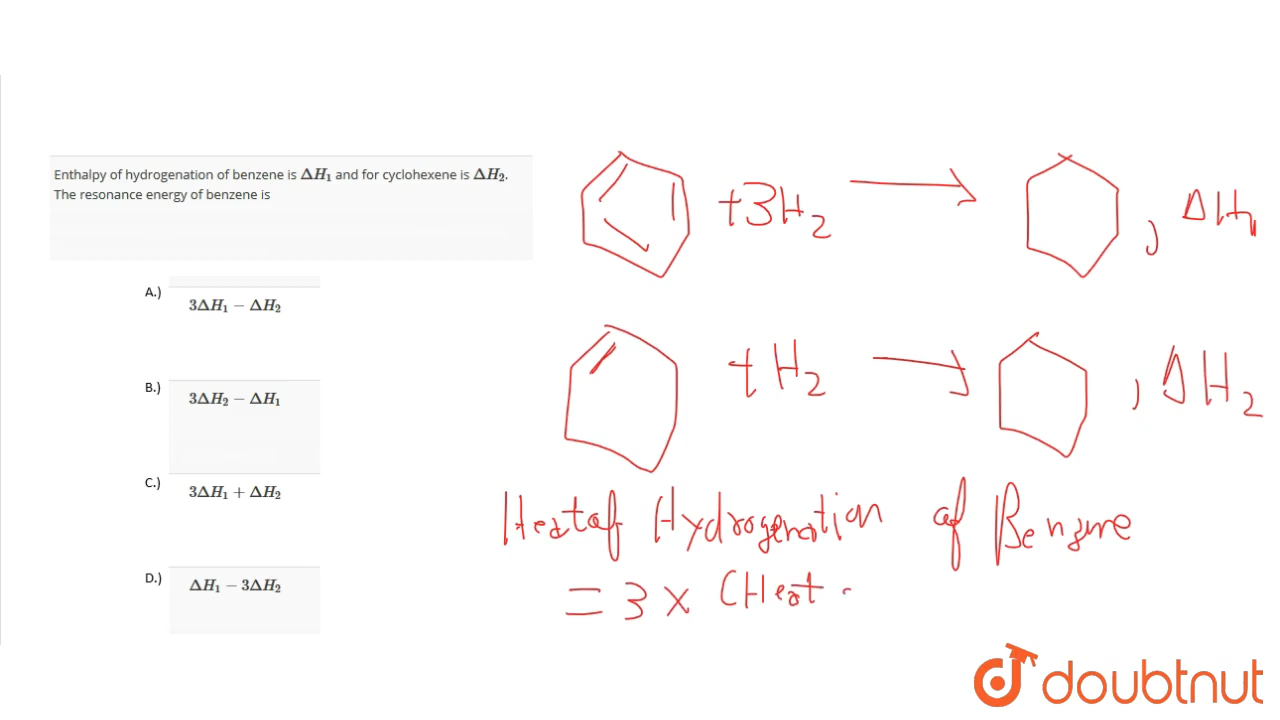 Enthalpy of hydrogenation of benzene is ΔH₁ and for cyclohexene is ΔH₂.
The resonance energy of benzene is
A.) 3ΔH₁ − ΔH₂
B.) 3ΔH₂ − ΔH₁
C.) 3ΔH₁ + ΔH₂
D.) ΔH₁ − 3ΔH₂
+3H₂ , ΔH₁
+H₂ , ΔH₂
Heat of Hydrogenation of Benzene
= 3 × (Heat
doubtnut